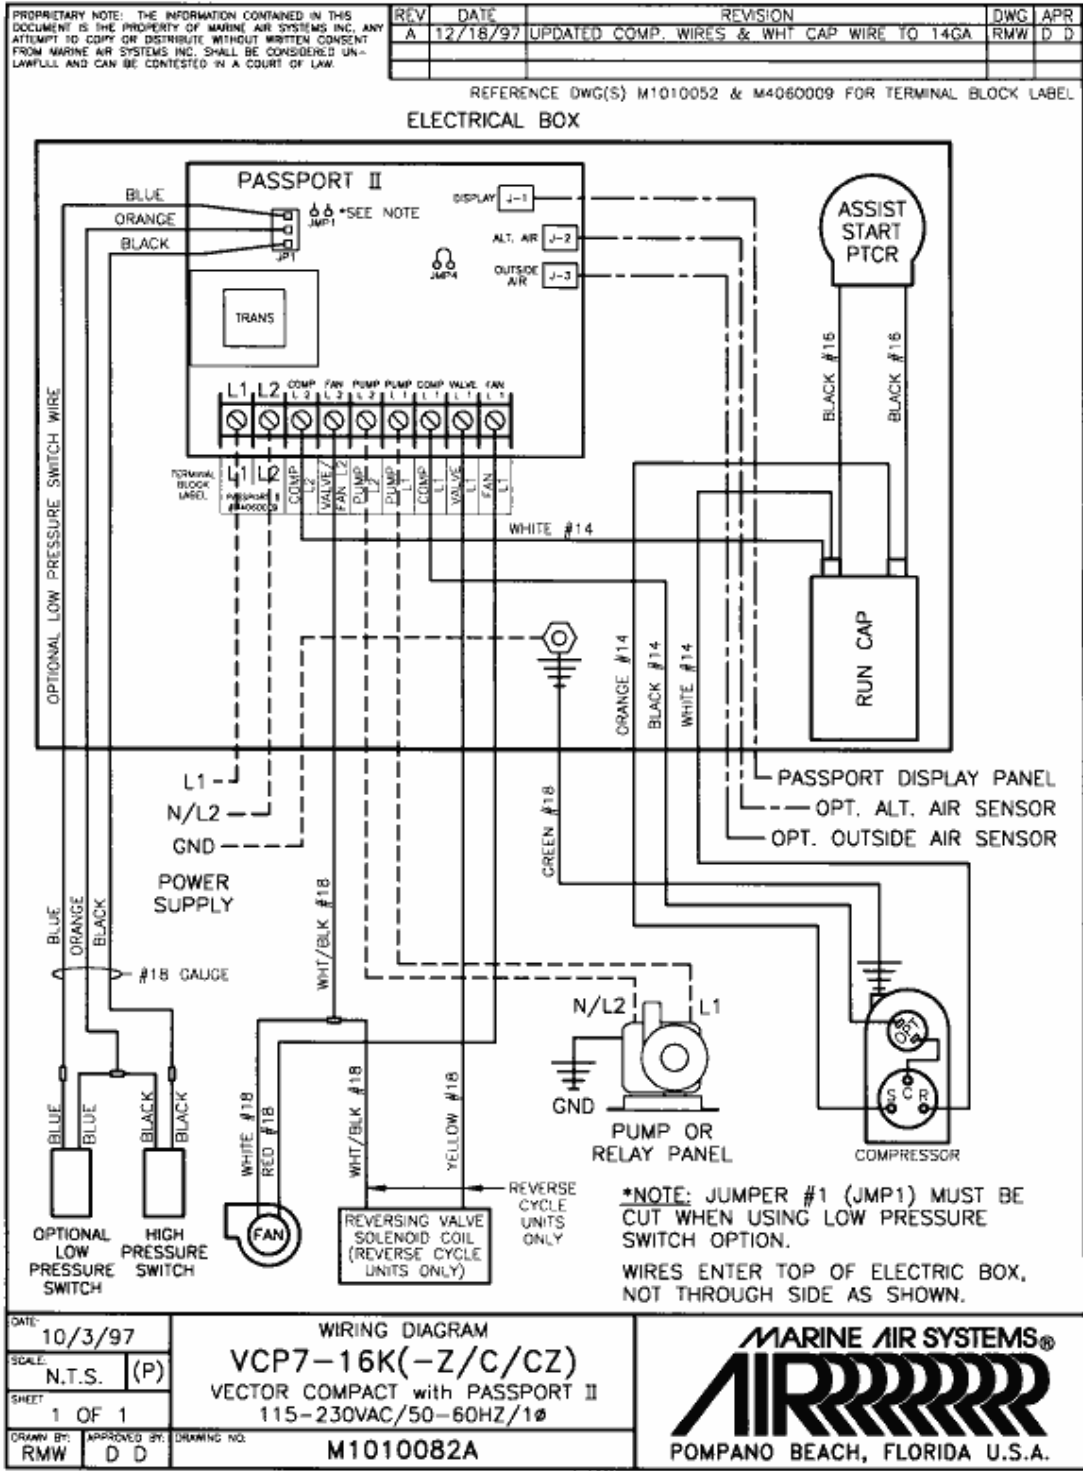 PROPRIETARY NOTE: THE INFORMATION CONTAINED IN THIS
DOCUMENT IS THE PROPERTY OF MARINE AIR SYSTEMS INC. ANY
ATTEMPT TO COPY OR DISTRIBUTE WITHOUT WRITTEN CONSENT
FROM MARINE AIR SYSTEMS INC. SHALL BE CONSIDERED UN-
LAWFULL AND CAN BE CONTESTED IN A COURT OF LAW.
REV DATE REVISION DWG APR
A 12/18/97 UPDATED COMP. WIRES & WHT CAP WIRE TO 14GA RMW D D
REFERENCE DWG(S) M1010052 & M4060009 FOR TERMINAL BLOCK LABEL
ELECTRICAL BOX
PASSPORT II
BLUE
ORANGE
BLACK
JP1
JMP1
*SEE NOTE
JMP4
DISPLAY J-1
ALT. AIR J-2
OUTSIDE
AIR
J-3
TRANS
ASSIST
START
PTCR
BLACK #16
BLACK #16
OPTIONAL LOW PRESSURE SWITCH WIRE
L1 L2 COMP FAN PUMP PUMP COMP VALVE FAN
L 2 L 2 L 2 L 1 L 1 L 1 L 1
TERMINAL
BLOCK
LABEL
L1
L2
PASSPORT II
#M4060009
COMP
L2
VALVE/
FAN L2
PUMP
L2
PUMP
L1
COMP
L1
VALVE
L1
FAN
L1
WHITE #14
ORANGE #14
BLACK #14
WHITE #14
RUN CAP
L1
N/L2
GND
POWER
SUPPLY
PASSPORT DISPLAY PANEL
OPT. ALT. AIR SENSOR
OPT. OUTSIDE AIR SENSOR
GREEN #18
WHT/BLK #18
BLUE
ORANGE
BLACK
#18 GAUGE
N/L2
L1
GND
PUMP OR
RELAY PANEL
OPT
S C R
COMPRESSOR
BLUE
BLUE
BLACK
BLACK
WHITE #18
RED #18
WHT/BLK #18
YELLOW #18
OPTIONAL
LOW
PRESSURE
SWITCH
HIGH
PRESSURE
SWITCH
FAN
REVERSING VALVE
SOLENOID COIL
(REVERSE CYCLE
UNITS ONLY)
REVERSE
CYCLE
UNITS
ONLY
*NOTE: JUMPER #1 (JMP1) MUST BE
CUT WHEN USING LOW PRESSURE
SWITCH OPTION.
WIRES ENTER TOP OF ELECTRIC BOX,
NOT THROUGH SIDE AS SHOWN.
DATE:
10/3/97
SCALE:
N.T.S. (P)
SHEET
1 OF 1
DRAWN BY:
RMW
APPROVED BY:
D D
WIRING DIAGRAM
VCP7-16K(-Z/C/CZ)
VECTOR COMPACT with PASSPORT II
115-230VAC/50-60HZ/1ø
DRAWING NO.
M1010082A
MARINE AIR SYSTEMS®
AIRRRRRRR
POMPANO BEACH, FLORIDA U.S.A.